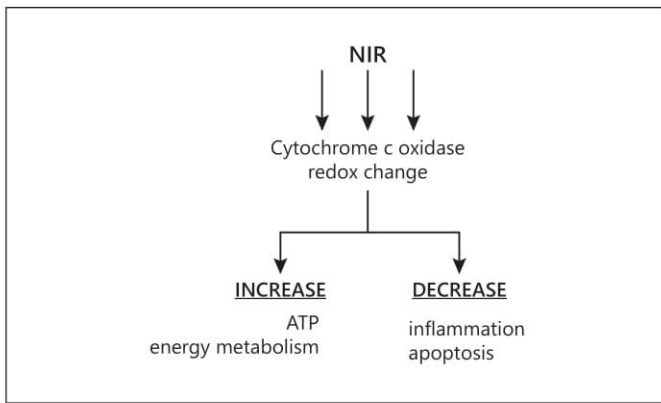 NIR
Cytochrome c oxidase
redox change
INCREASE
ATP
energy metabolism
DECREASE
inflammation
apoptosis